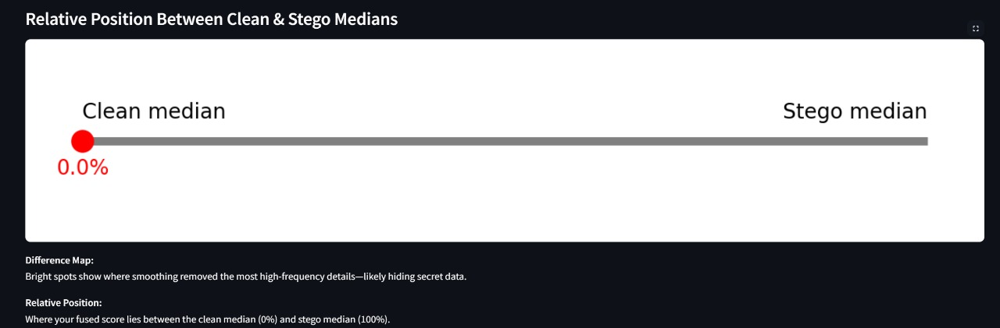 Relative Position Between Clean & Stego Medians
Clean median
Stego median
0.0%
Difference Map:
Bright spots show where smoothing removed the most high-frequency details—likely hiding secret data.
Relative Position:
Where your fused score lies between the clean median (0%) and stego median (100%).